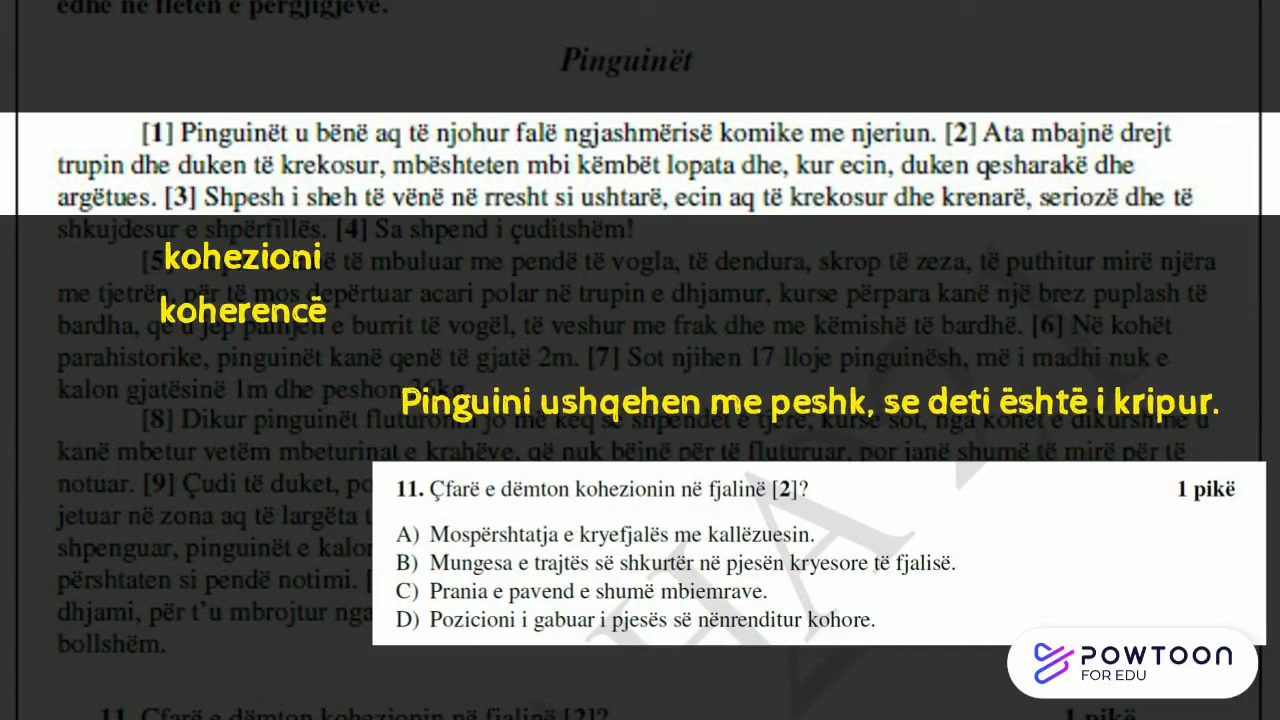 edhe në fletën e përgjigjeve.
Pinguinët
[1] Pinguinët u bënë aq të njohur falë ngjashmërisë komike me njeriun. [2] Ata mbajnë drejt
trupin dhe duken të krekosur, mbështeten mbi këmbët lopata dhe, kur ecin, duken qesharakë dhe
argëtues. [3] Shpesh i sheh të vënë në rresht si ushtarë, ecin aq të krekosur dhe krenarë, seriozë dhe të
shkujdesur e shpërfillës. [4] Sa shpend i çuditshëm!
kohezioni
[5 të mbuluar me pendë të vogla, të dendura, skrop të zeza, të puthitur mirë njëra
me tjetrën, për të mos depërtuar acari polar në trupin e dhjamur, kurse përpara kanë një brez puplash të
koherencë
bardha, që u jep pamjen e burrit të vogël, të veshur me frak dhe me këmishë të bardhë. [6] Në kohët
parahistorike, pinguinët kanë qenë të gjatë 2m. [7] Sot njihen 17 lloje pinguinësh, më i madhi nuk e
kalon gjatësinë 1m dhe peshon 36kg.
Pinguini ushqehen me peshk, se deti është i kripur.
[8] Dikur pinguinët fluturonin jo më keq se shpendët e tjerë, kurse sot, nga kohët e dikurshme u
kanë mbetur vetëm mbeturinat e krahëve, që nuk bëjnë për të fluturuar, por janë shumë të mirë për të
notuar. [9] Çudi të duket, po
jetuar në zona aq të largëta t
shpenguar, pinguinët e kalon
përshtaten si pendë notimi. [
dhjami, për t'u mbrojtur nga
bollshëm.
11. Çfarë e dëmton kohezionin në fjalinë [2]? 1 pikë
A) Mospërshtatja e kryefjalës me kallëzuesin.
B) Mungesa e trajtës së shkurtër në pjesën kryesore të fjalisë.
C) Prania e pavend e shumë mbiemrave.
D) Pozicioni i gabuar i pjesës së nënrenditur kohore.
POWTOON
FOR EDU
11. Çfarë e dëmton kohezionin në fjalinë [2]? 1 pikë